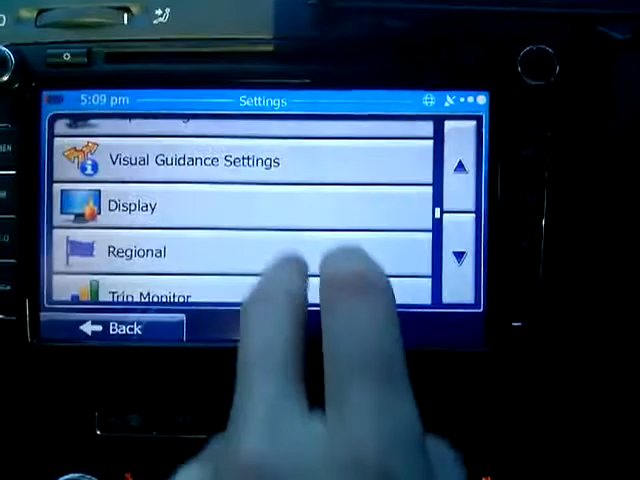 5:09 pm
Settings
Visual Guidance Settings
Display
Regional
Trip Monitor
Back